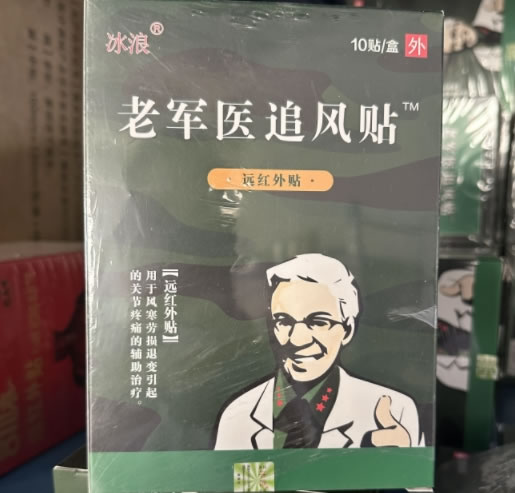 冰浪®
10贴/盒 外
老军医追风贴™
· 远红外贴 ·
【远红外贴】
用于风寒劳损退变引起
的关节疼痛的辅助治疗。